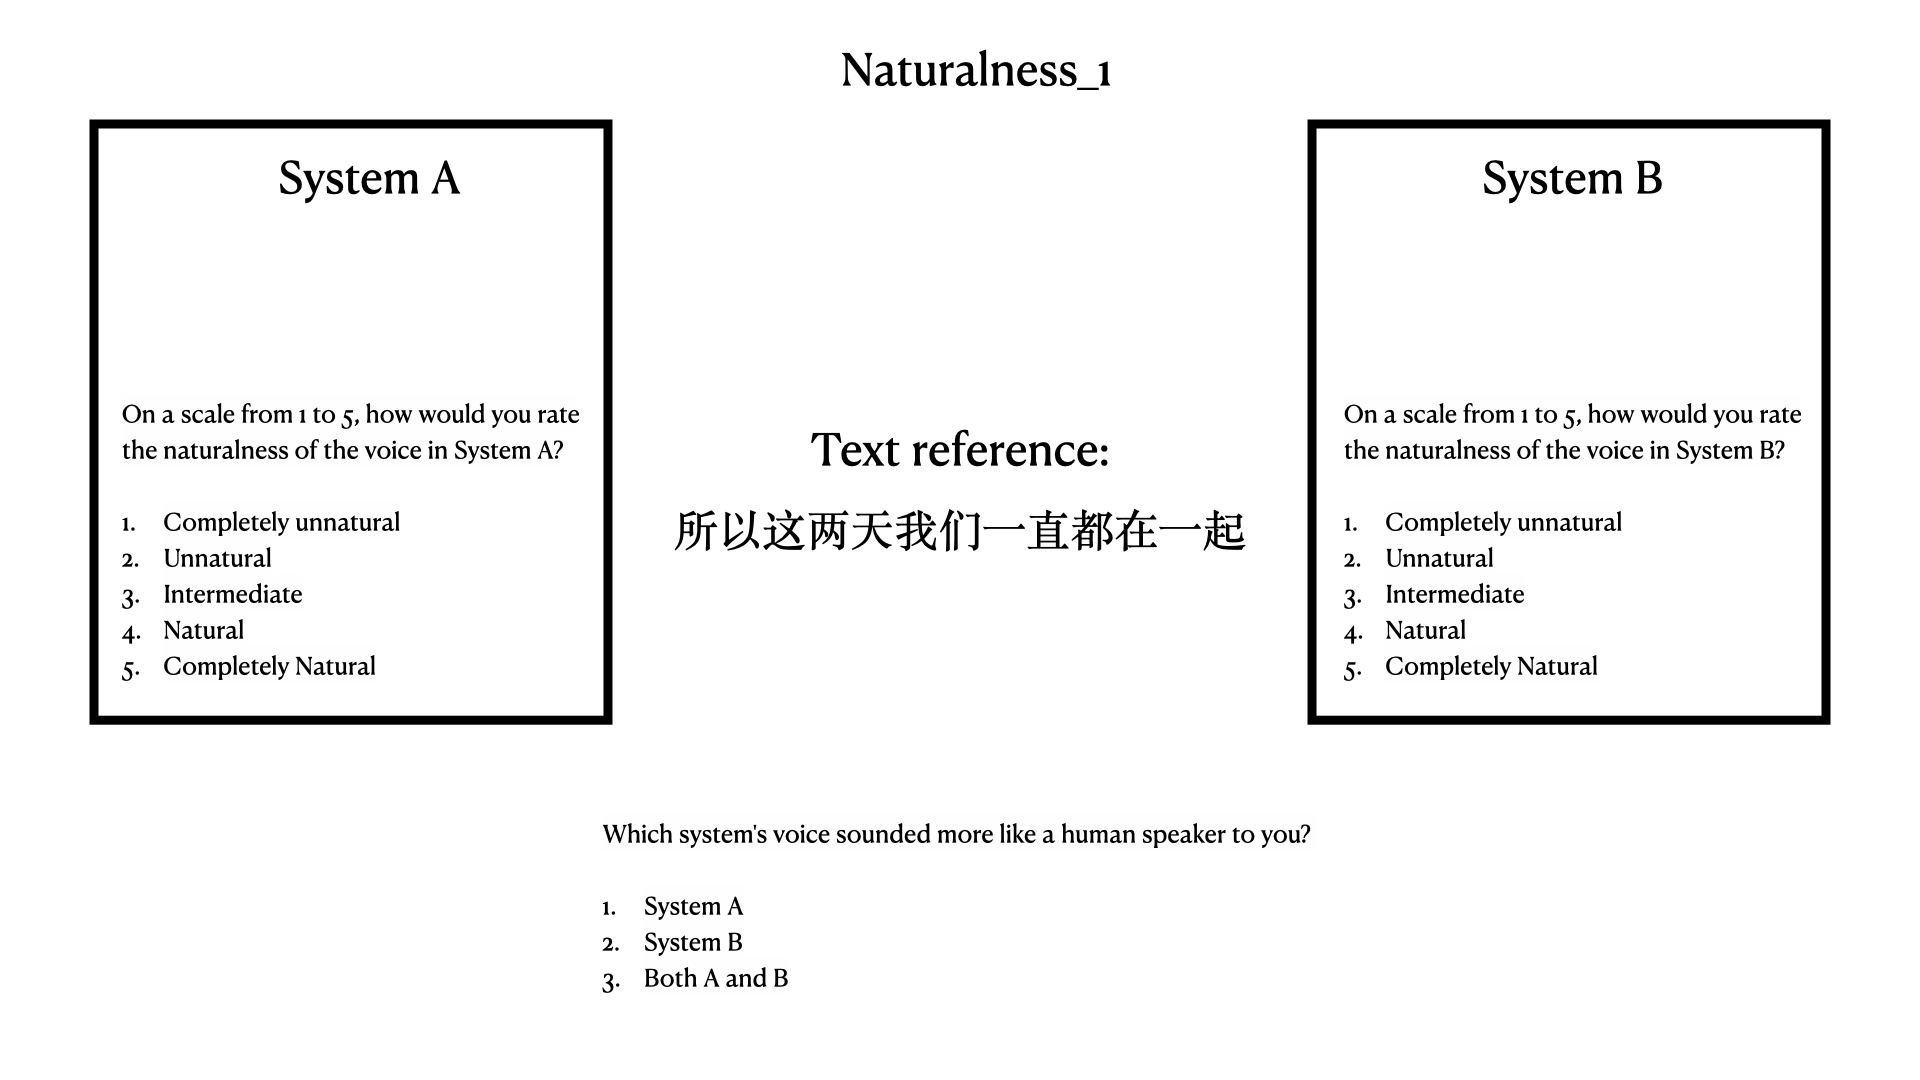 Naturalness_1
System A
On a scale from 1 to 5, how would you rate
the naturalness of the voice in System A?
1. Completely unnatural
2. Unnatural
3. Intermediate
4. Natural
5. Completely Natural
Text reference:
所以这两天我们一直都在一起
System B
On a scale from 1 to 5, how would you rate
the naturalness of the voice in System B?
1. Completely unnatural
2. Unnatural
3. Intermediate
4. Natural
5. Completely Natural
Which system's voice sounded more like a human speaker to you?
1. System A
2. System B
3. Both A and B